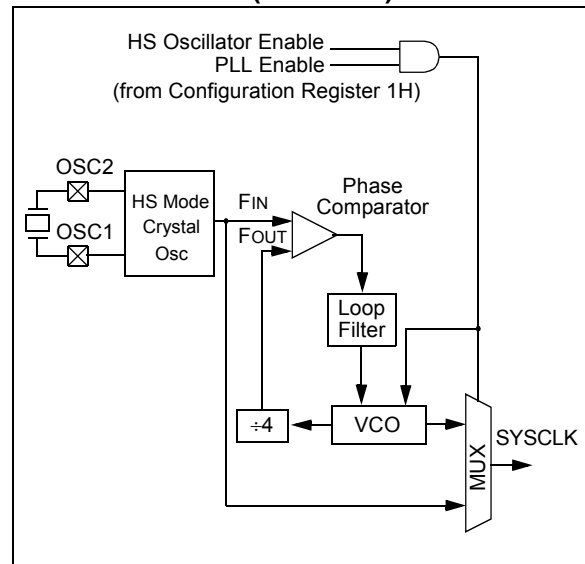 HS Oscillator Enable
PLL Enable
(from Configuration Register 1H)
OSC2
OSC1
HS Mode
Crystal
Osc
FIN
FOUT
Phase
Comparator
Loop
Filter
÷4
VCO
MUX
SYSCLK